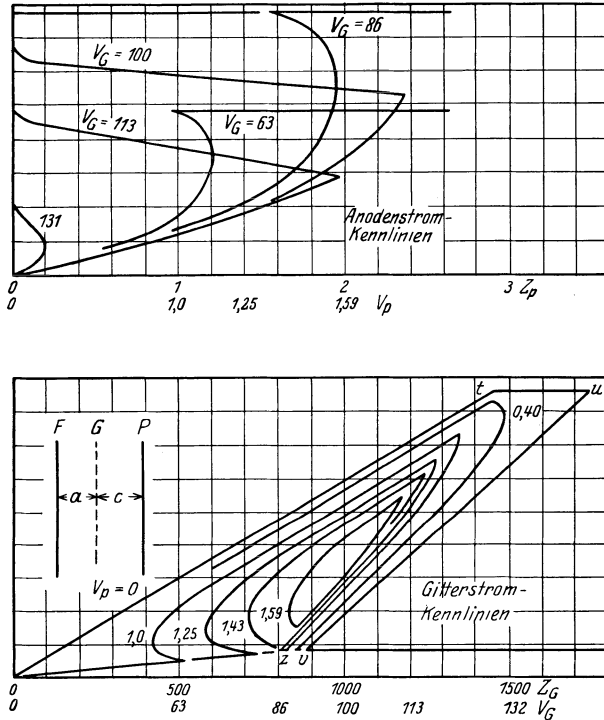 V_G = 86
V_G = 100
V_G = 113
V_G = 63
131
Anodenstrom-
Kennlinien
0 1 2 3 Z_p
0 1,0 1,25 1,59 V_p
t u
F G P
0,40
a c
V_p = 0
1,0 1,25 1,43 1,59
Gitterstrom-
Kennlinien
z v
0 500 1000 1500 Z_G
0 63 86 100 113 132 V_G